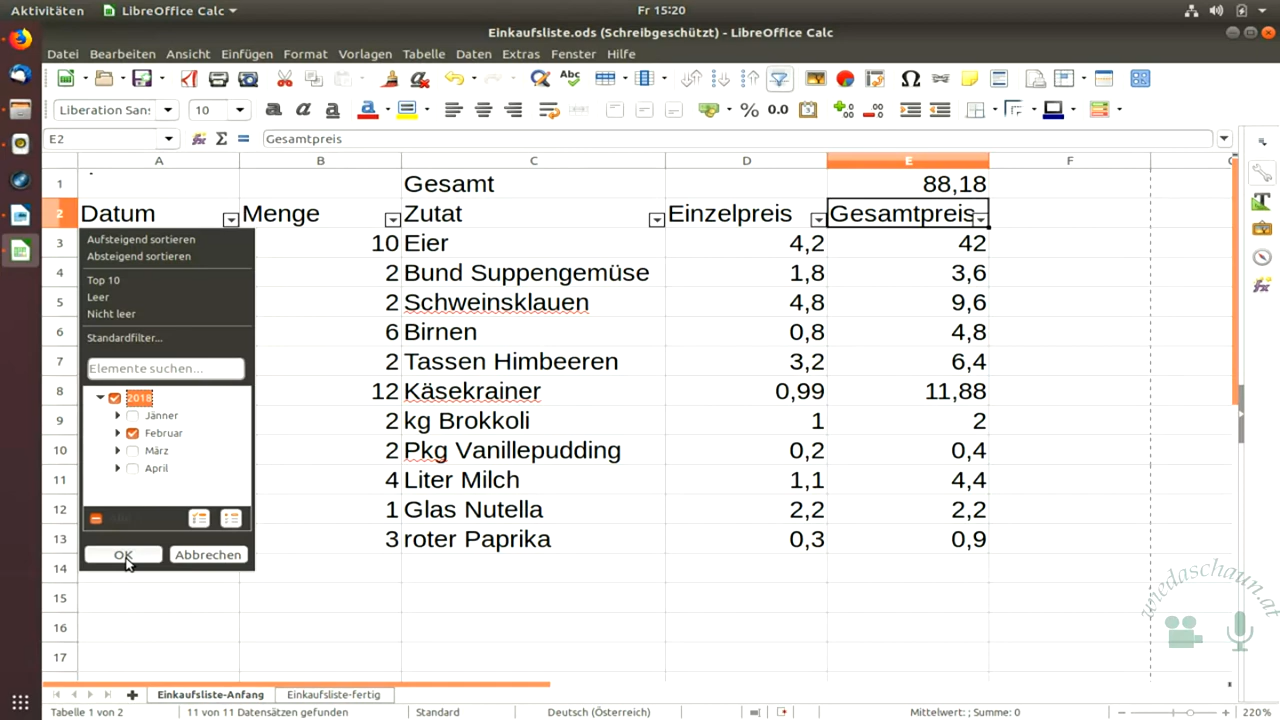 Aktivitäten LibreOffice Calc Fr 15:20
Einkaufsliste.ods (Schreibgeschützt) - LibreOffice Calc
Datei Bearbeiten Ansicht Einfügen Format Vorlagen Tabelle Daten Extras Fenster Hilfe
Liberation Sans 10
E2 Gesamtpreis
A B C D E F
1 Gesamt 88,18
2 Datum Menge Zutat Einzelpreis Gesamtpreis
3 10 Eier 4,2 42
4 2 Bund Suppengemüse 1,8 3,6
5 2 Schweinsklauen 4,8 9,6
6 6 Birnen 0,8 4,8
7 2 Tassen Himbeeren 3,2 6,4
8 12 Käsekrainer 0,99 11,88
9 2 kg Brokkoli 1 2
10 2 Pkg Vanillepudding 0,2 0,4
11 4 Liter Milch 1,1 4,4
12 1 Glas Nutella 2,2 2,2
13 3 roter Paprika 0,3 0,9
14
15
16
17
Aufsteigend sortieren
Absteigend sortieren
Top 10
Leer
Nicht leer
Standardfilter...
Elemente suchen...
2018
Jänner
Februar
März
April
OK Abbrechen
wiedaschaun.at
Einkaufsliste-Anfang Einkaufsliste-fertig
Tabelle 1 von 2 11 von 11 Datensätzen gefunden Standard Deutsch (Österreich) Mittelwert: ; Summe: 0 220%